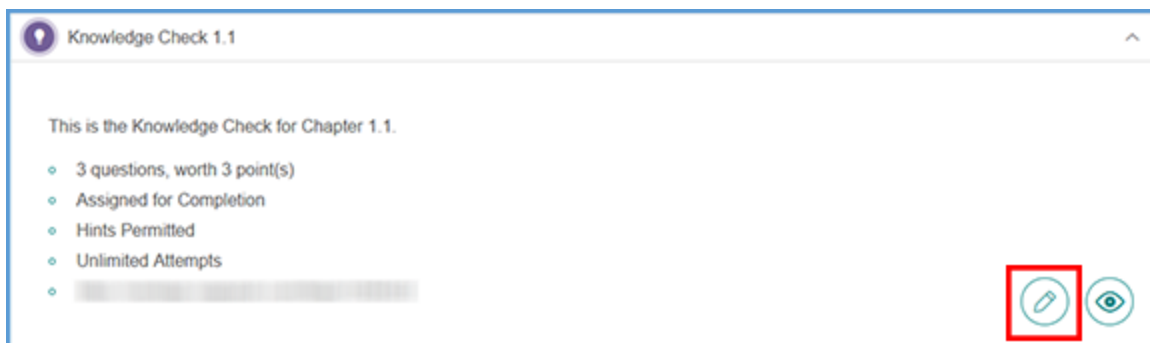 Knowledge Check 1.1
This is the Knowledge Check for Chapter 1.1.
3 questions, worth 3 point(s)
Assigned for Completion
Hints Permitted
Unlimited Attempts